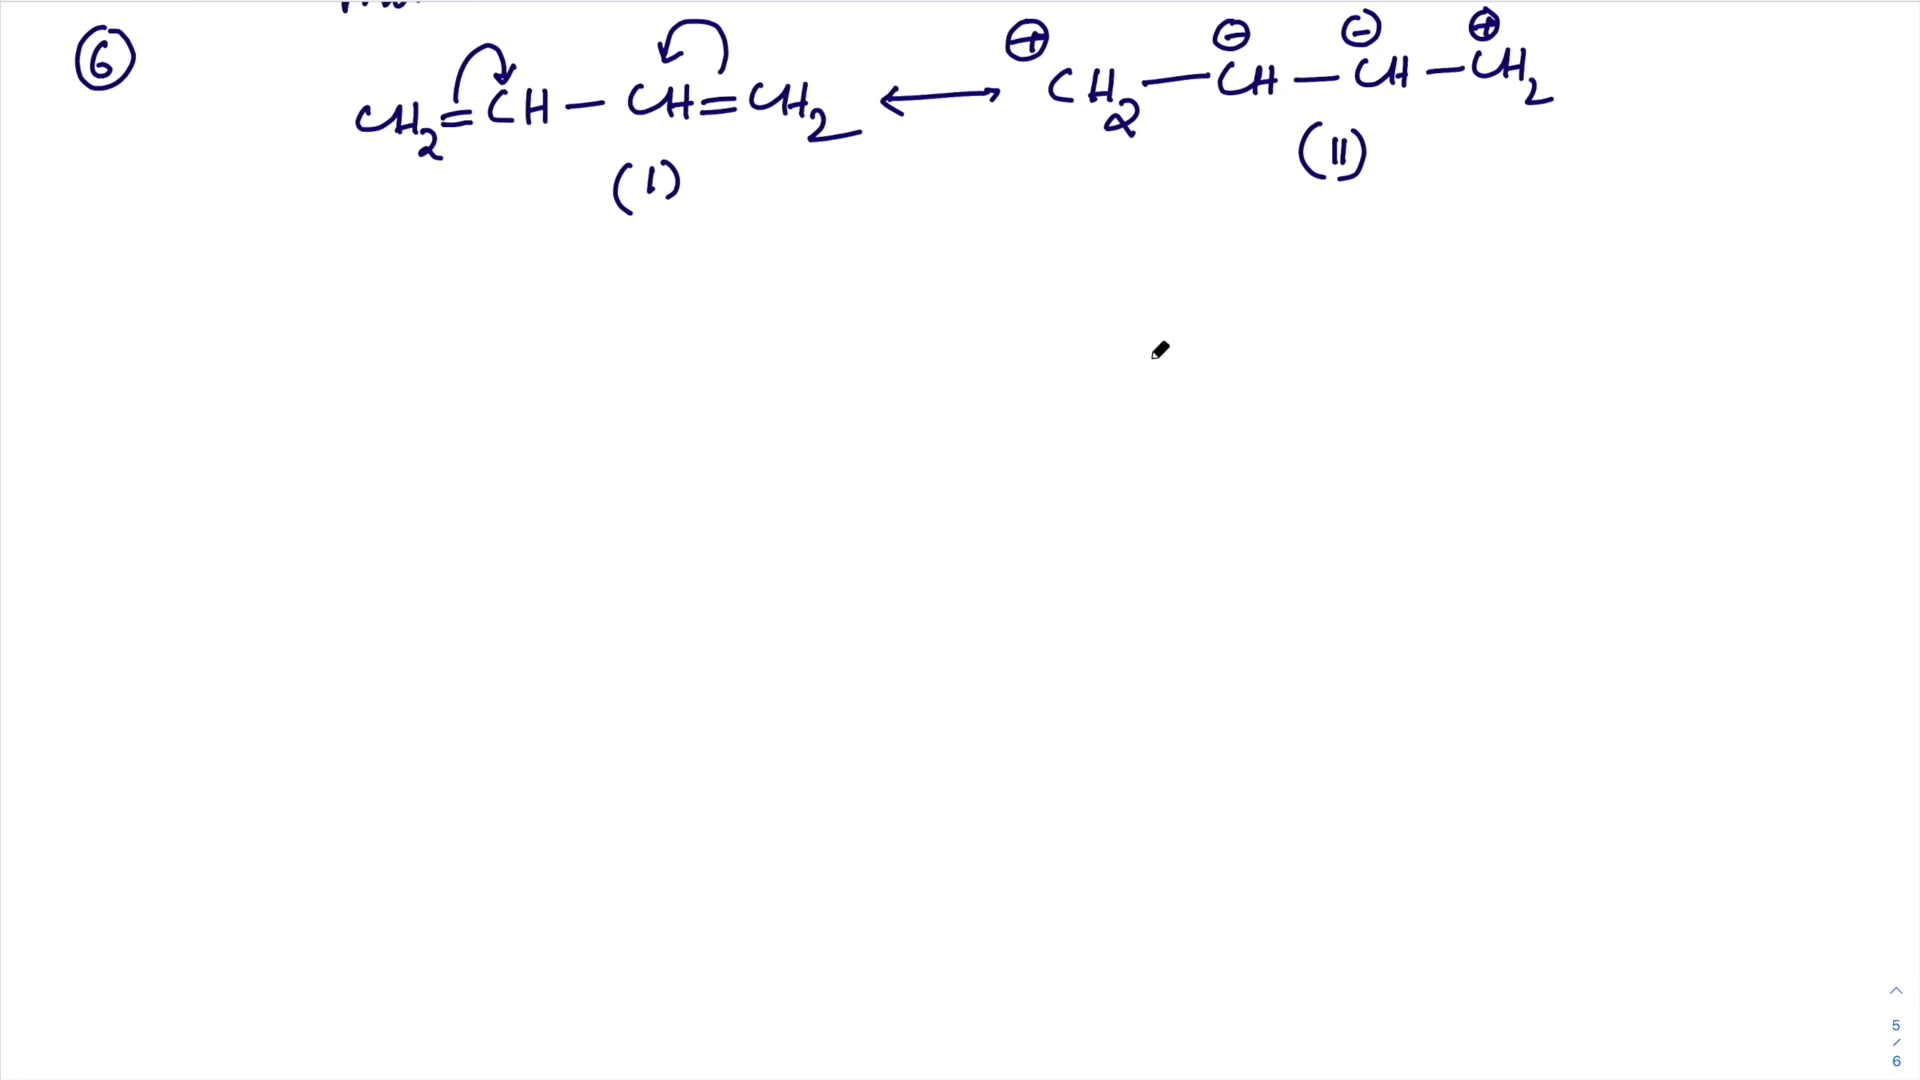 ⑥ CH₂=CH–CH=CH₂ ⟷ ⊕CH₂–CH⊖–CH⊖–CH₂⊕
(I) (II)
5
/
6